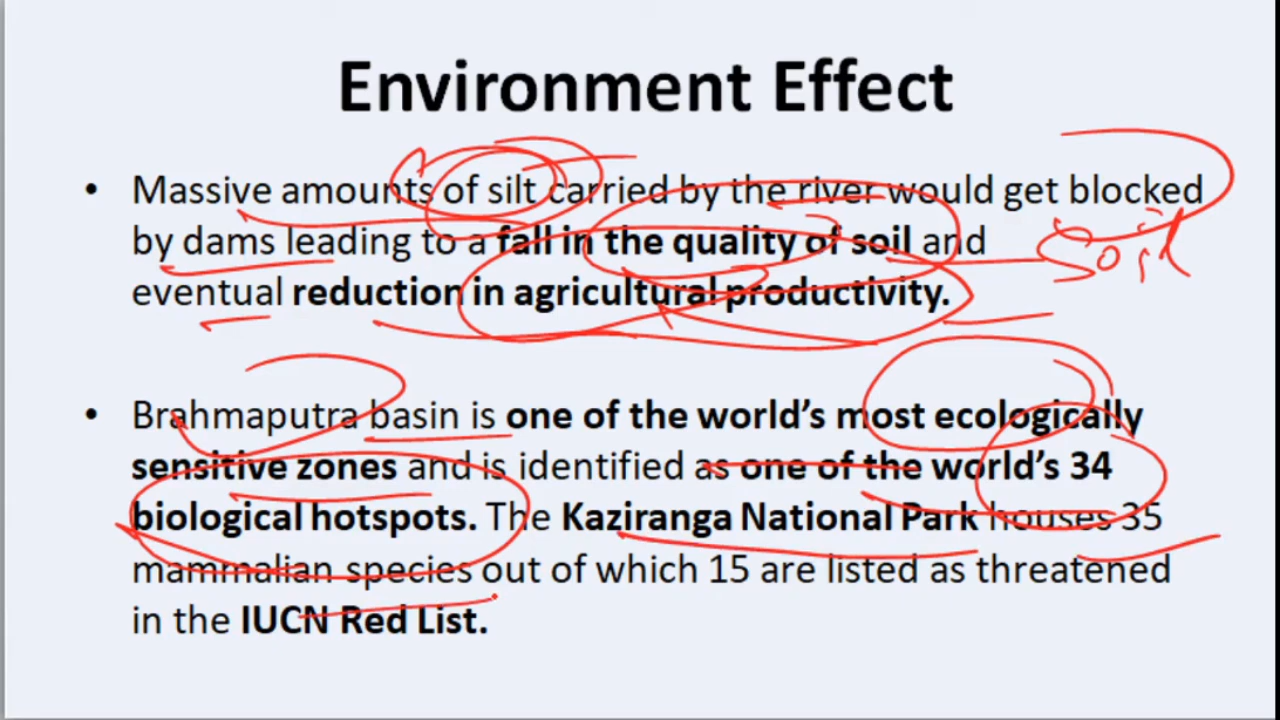 Environment Effect
• Massive amounts of silt carried by the river would get blocked
by dams leading to a fall in the quality of soil and
Soil
eventual reduction in agricultural productivity.
• Brahmaputra basin is one of the world's most ecologically
sensitive zones and is identified as one of the world's 34
biological hotspots. The Kaziranga National Park houses 35
mammalian species out of which 15 are listed as threatened
in the IUCN Red List.